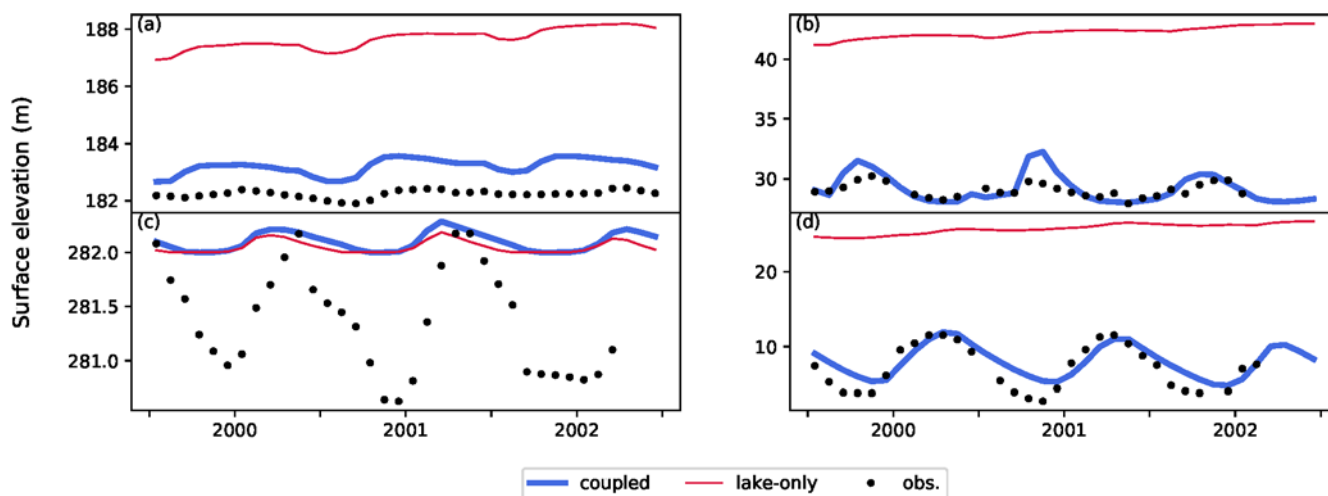 Surface elevation (m)
(a)
188
186
184
182
(b)
40
35
30
(c)
282.0
281.5
281.0
2000 2001 2002
(d)
20
10
2000 2001 2002
coupled lake-only obs.